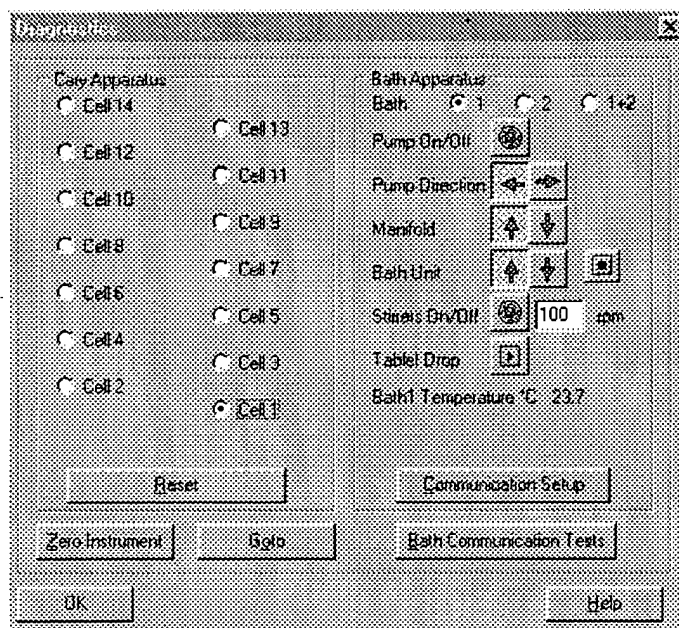 Diagnostics
Cary Apparatus
Cell 14
Cell 13
Cell 12
Cell 11
Cell 10
Cell 9
Cell 8
Cell 7
Cell 6
Cell 5
Cell 4
Cell 3
Cell 2
Cell 1
Reset
Zero Instrument
Goto
Bath Apparatus
Bath 1 2 1+2
Pump On/Off
Pump Direction
Manifold
Bath Unit
Stirrers On/Off 100 rpm
Tablet Drop
Bath1 Temperature °C 23.7
Communication Setup
Bath Communication Tests
OK
Help